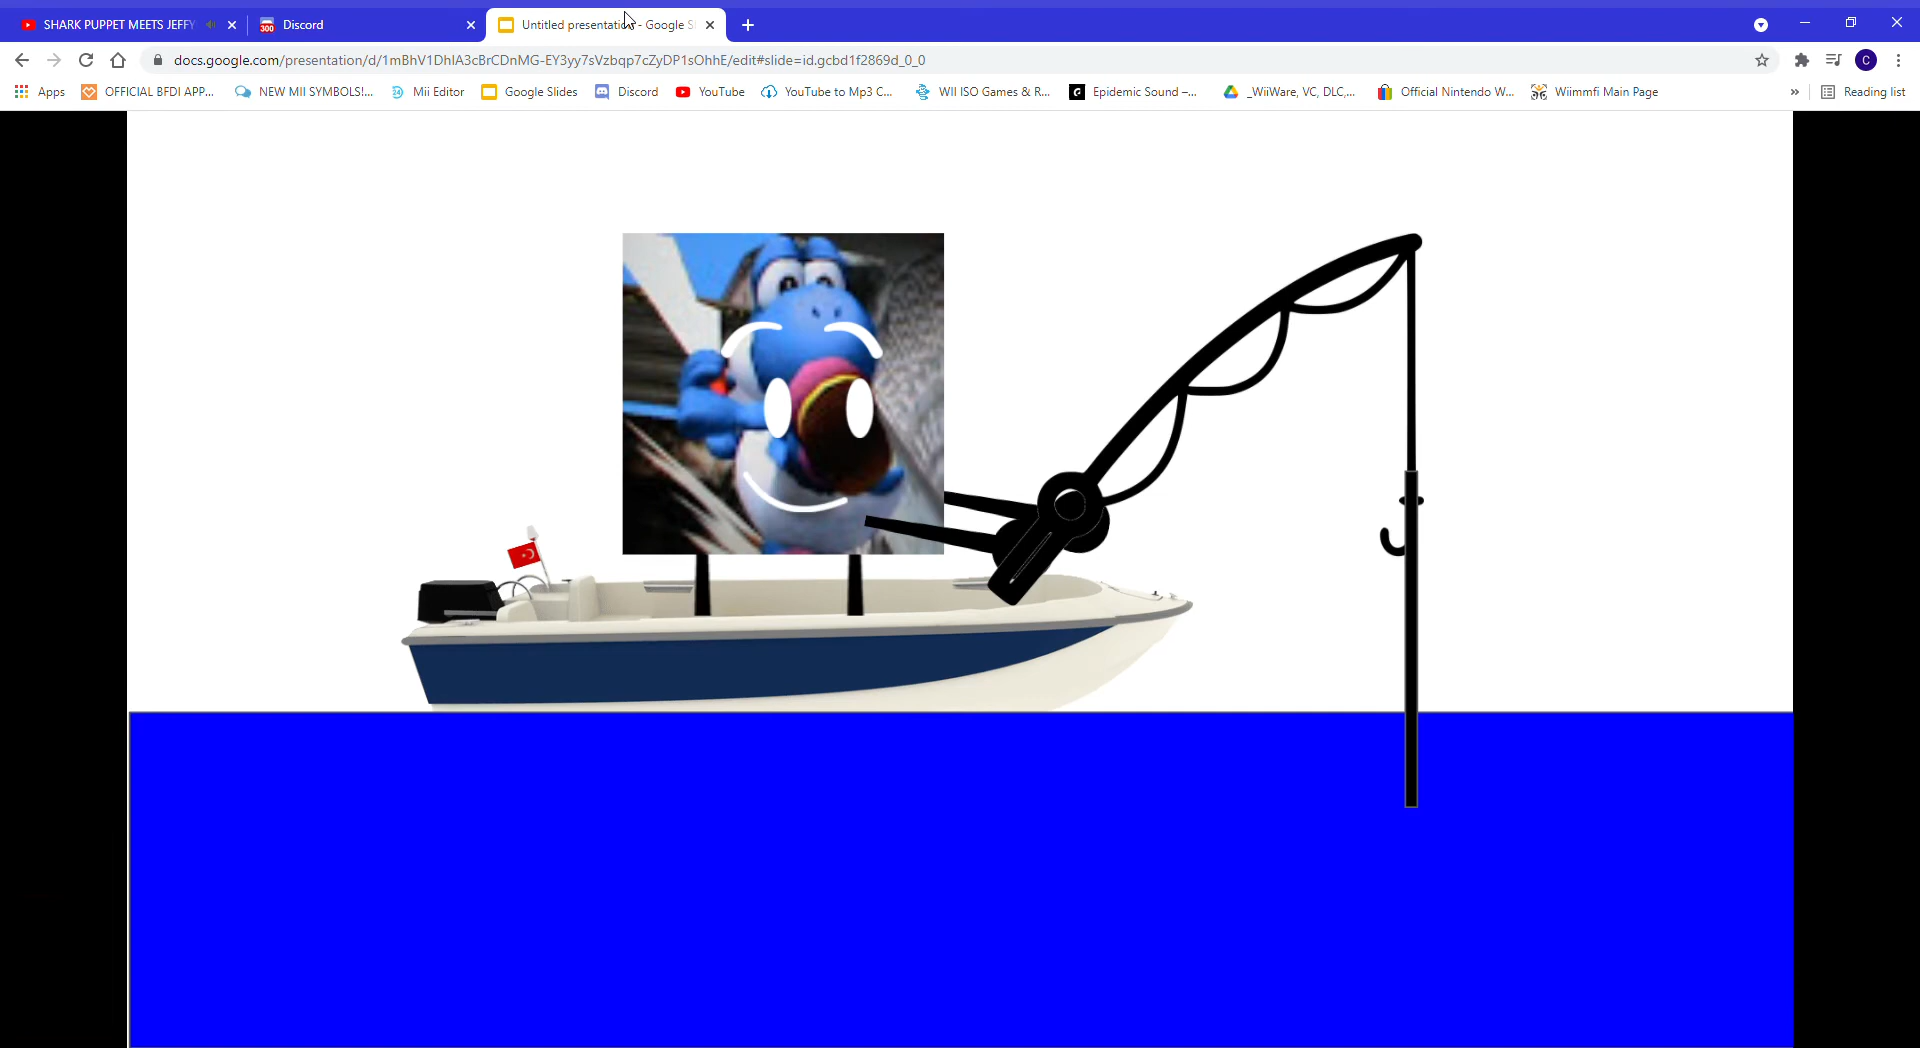 SHARK PUPPET MEETS JEFFY
300 Discord
Untitled presentation - Google S
docs.google.com/presentation/d/1mBhV1DhIA3cBrCDnMG-EY3yy7sVzbqp7cZyDP1sOhhE/edit#slide=id.gcbd1f2869d_0_0
C
Apps OFFICIAL BFDI APP... NEW MII SYMBOLS!... Mii Editor Google Slides Discord YouTube YouTube to Mp3 C... WII ISO Games & R... Epidemic Sound –... _WiiWare, VC, DLC,... Official Nintendo W... Wiimmfi Main Page » Reading list